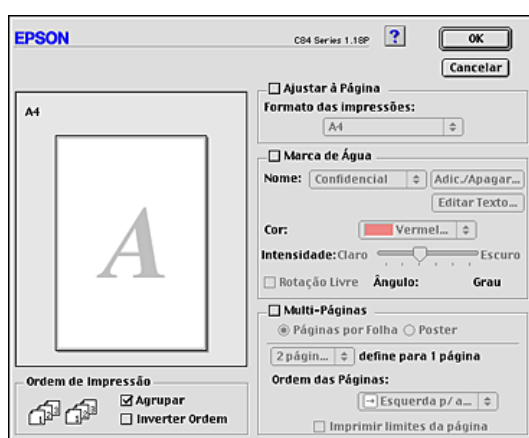 EPSON
C84 Series 1.18P
?
OK
Cancelar
A4
A
Ajustar à Página
Formato das impressões:
A4
Marca de Água
Nome: Confidencial Adic./Apagar...
Editar Texto...
Cor: Vermel...
Intensidade: Claro Escuro
Rotação Livre Ângulo: Grau
Multi-Páginas
Páginas por Folha Poster
2 págin... define para 1 página
Ordem das Páginas:
Esquerda p/ a...
Imprimir limites da página
Ordem de Impressão
Agrupar
Inverter Ordem